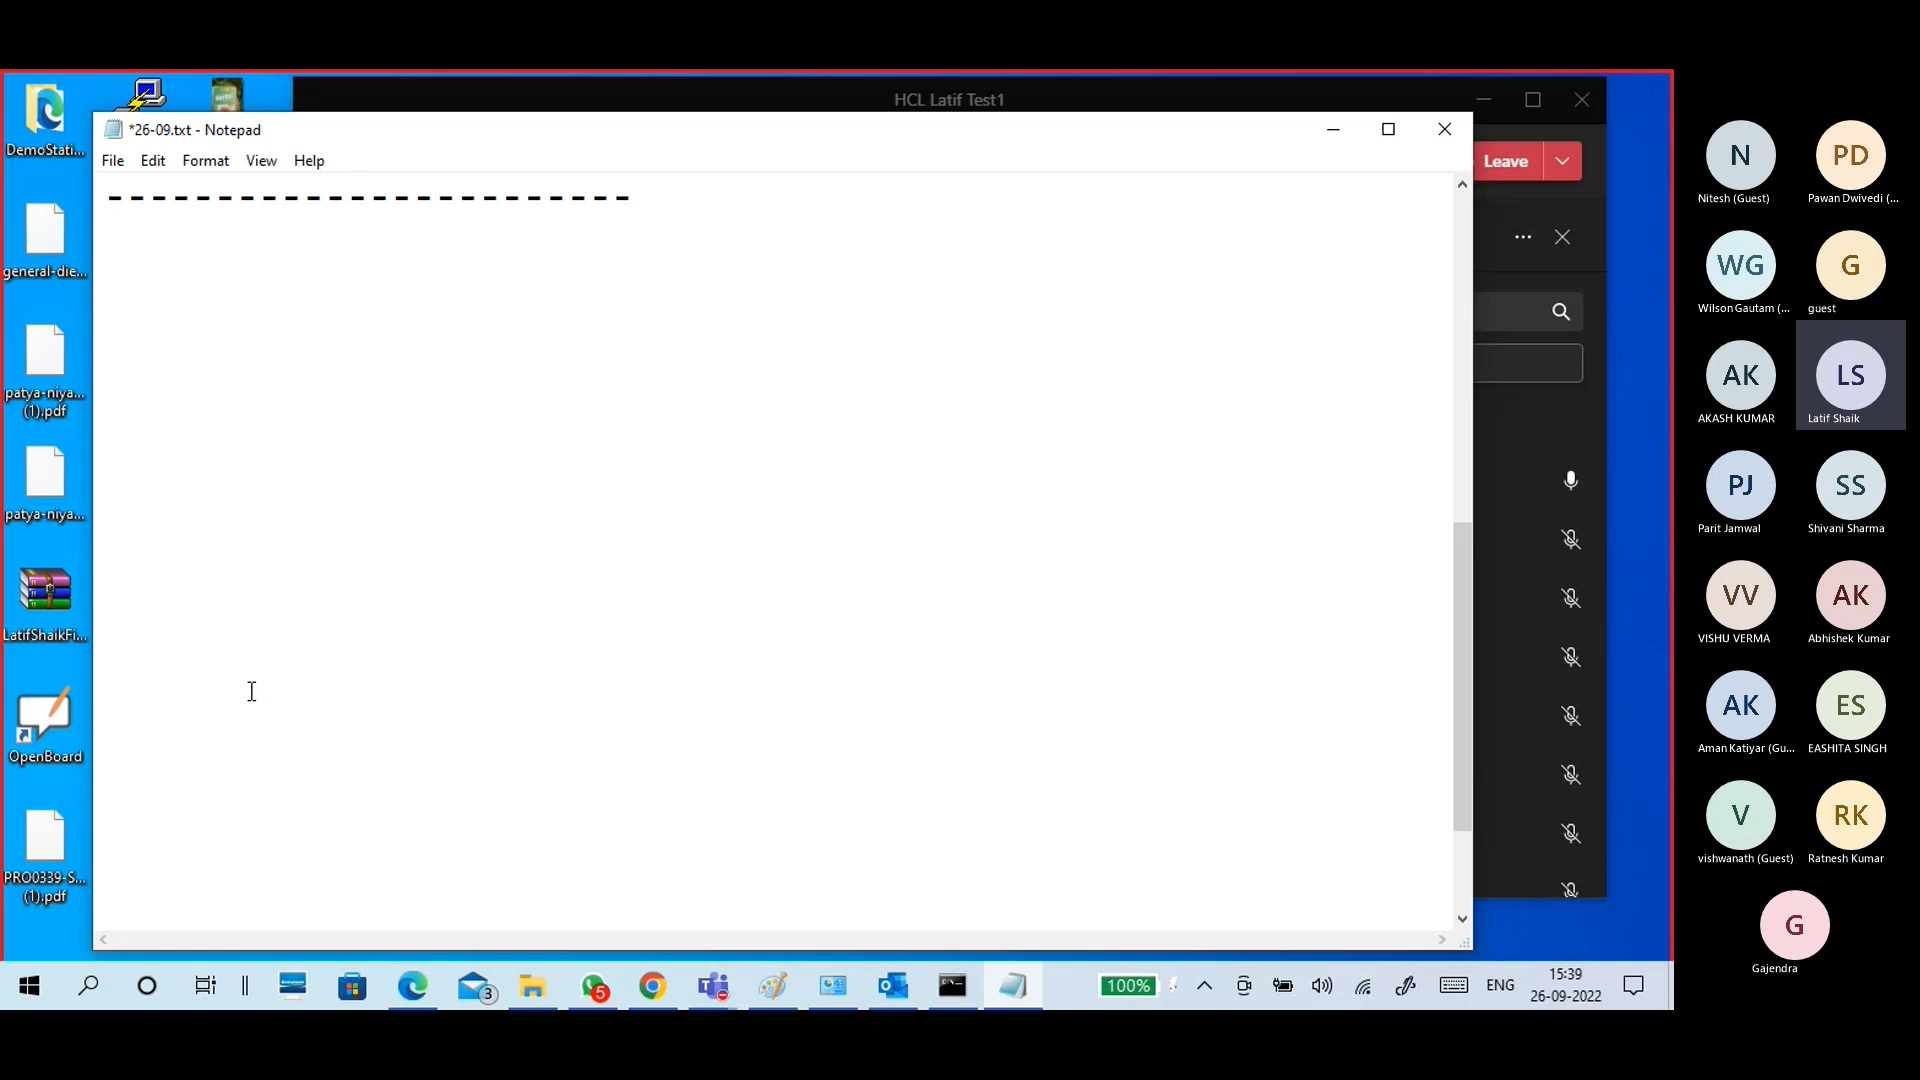 HCL Latif Test1
*26-09.txt - Notepad
File Edit Format View Help
- - - - - - - - - - - - - - - - - - - - - - - -
Leave
DemoStati...
general-die...
patya-niya...
(1).pdf
patya-niya...
LatifShaikFi...
OpenBoard
PRO0339-S...
(1).pdf
3
5
100%
ENG
15:39
26-09-2022
N
Nitesh (Guest)
PD
Pawan Dwivedi (...
WG
Wilson Gautam (...
G
guest
AK
AKASH KUMAR
LS
Latif Shaik
PJ
Parit Jamwal
SS
Shivani Sharma
VV
VISHU VERMA
AK
Abhishek Kumar
AK
Aman Katiyar (Gu...
ES
EASHITA SINGH
V
vishwanath (Guest)
RK
Ratnesh Kumar
G
Gajendra